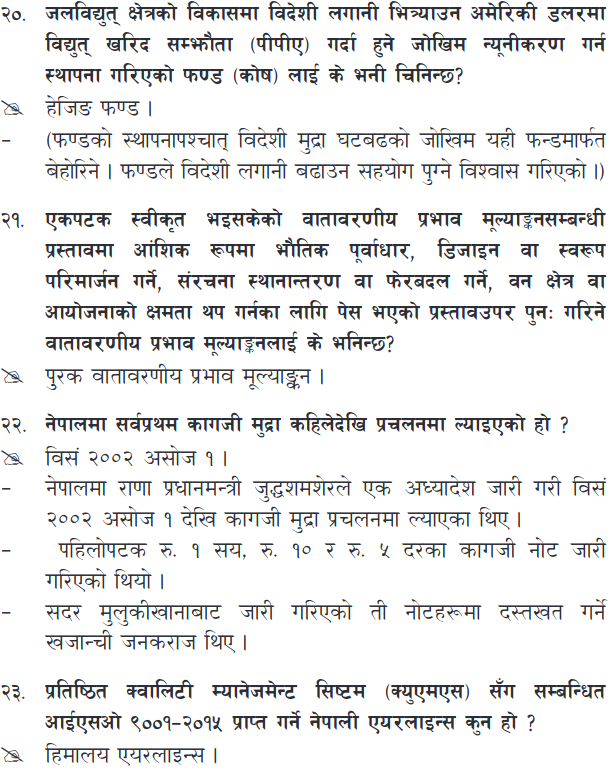 २०. जलविद्युत् क्षेत्रको विकासमा विदेशी लगानी भित्र्याउन अमेरिकी डलरमा
विद्युत् खरिद सम्झौता (पीपीए) गर्दा हुने जोखिम न्यूनीकरण गर्न
स्थापना गरिएको फण्ड (कोष) लाई के भनी चिनिन्छ?
हेजिङ फण्ड ।
– (फण्डको स्थापनापश्चात् विदेशी मुद्रा घटबढको जोखिम यही फन्डमार्फत
बेहोरिने । फण्डले विदेशी लगानी बढाउन सहयोग पुग्ने विश्वास गरिएको ।)
२१. एकपटक स्वीकृत भइसकेको वातावरणीय प्रभाव मूल्याङ्कनसम्बन्धी
प्रस्तावमा आंशिक रूपमा भौतिक पूर्वाधार, डिजाइन वा स्वरूप
परिमार्जन गर्ने, संरचना स्थानान्तरण वा फेरबदल गर्ने, वन क्षेत्र वा
आयोजनाको क्षमता थप गर्नका लागि पेस भएको प्रस्तावउपर पुनः गरिने
वातावरणीय प्रभाव मूल्याङ्कनलाई के भनिन्छ?
पुरक वातावरणीय प्रभाव मूल्याङ्कन ।
२२. नेपालमा सर्वप्रथम कागजी मुद्रा कहिलेदेखि प्रचलनमा ल्याइएको हो ?
विसं २००२ असोज १ ।
– नेपालमा राणा प्रधानमन्त्री जुद्धशमशेरले एक अध्यादेश जारी गरी विसं
२००२ असोज १ देखि कागजी मुद्रा प्रचलनमा ल्याएका थिए ।
– पहिलोपटक रु. १ सय, रु. १० र रु. ५ दरका कागजी नोट जारी
गरिएको थियो ।
– सदर मुलुकीखानाबाट जारी गरिएको ती नोटहरूमा दस्तखत गर्ने
खजान्ची जनकराज थिए ।
२३. प्रतिष्ठित क्वालिटी म्यानेजमेन्ट सिष्टम (क्युएमएस) सँग सम्बन्धित
आईएसओ ९००१–२०१५ प्राप्त गर्ने नेपाली एयरलाइन्स कुन हो ?
हिमालय एयरलाइन्स ।